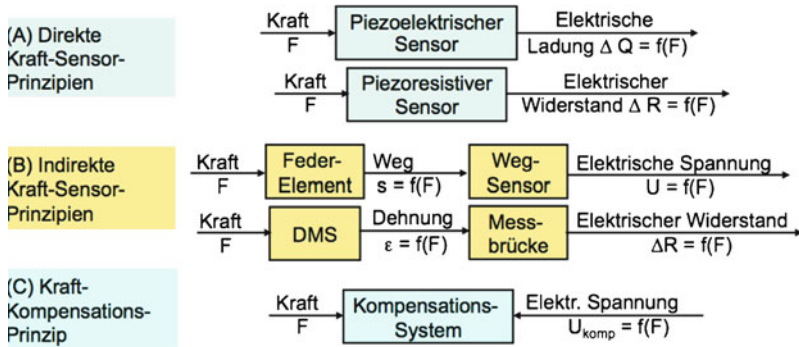 (A) Direkte
Kraft-Sensor-
Prinzipien
Kraft
F
Piezoelektrischer
Sensor
Elektrische
Ladung Δ Q = f(F)
Kraft
F
Piezoresistiver
Sensor
Elektrischer
Widerstand Δ R = f(F)
(B) Indirekte
Kraft-Sensor-
Prinzipien
Kraft
F
Feder-
Element
Weg
s = f(F)
Weg-
Sensor
Elektrische Spannung
U = f(F)
Kraft
F
DMS
Dehnung
ε = f(F)
Mess-
brücke
Elektrischer Widerstand
ΔR = f(F)
(C) Kraft-
Kompensations-
Prinzip
Kraft
F
Kompensations-
System
Elektr. Spannung
Ukomp = f(F)